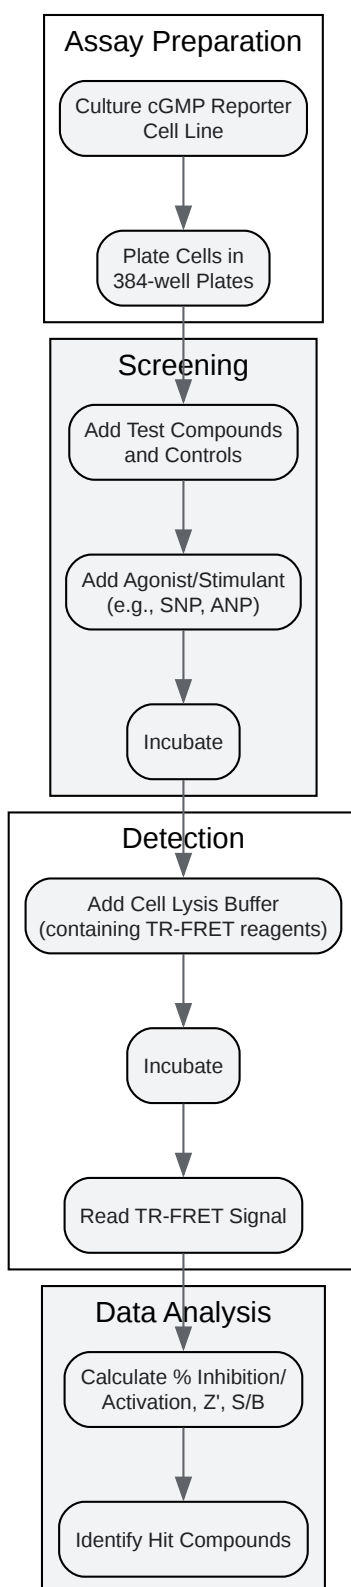 Assay Preparation
Culture cGMP Reporter
Cell Line
Plate Cells in
384-well Plates
Screening
Add Test Compounds
and Controls
Add Agonist/Stimulant
(e.g., SNP, ANP)
Incubate
Detection
Add Cell Lysis Buffer
(containing TR-FRET reagents)
Incubate
Read TR-FRET Signal
Data Analysis
Calculate % Inhibition/
Activation, Z', S/B
Identify Hit Compounds